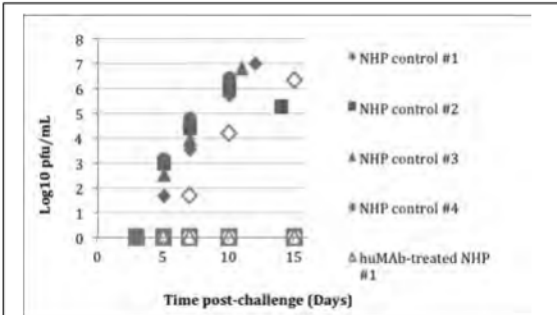 8
7
6
5
4
3
2
1
0
Log10 pfu/mL
0 5 10 15
Time post-challenge (Days)
NHP control #1
NHP control #2
NHP control #3
NHP control #4
huMAb-treated NHP
#1